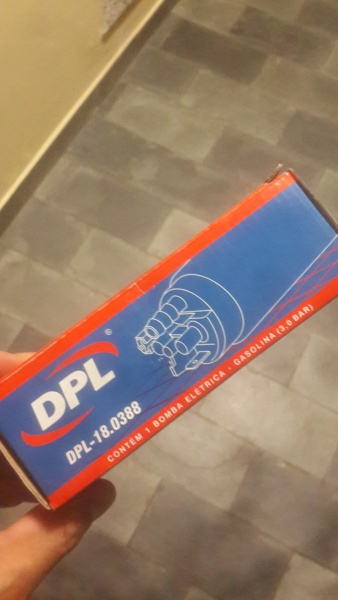 DPL®
DPL-18.0388
CONTÉM 1 BOMBA ELÉTRICA - GASOLINA (3,0 BAR)